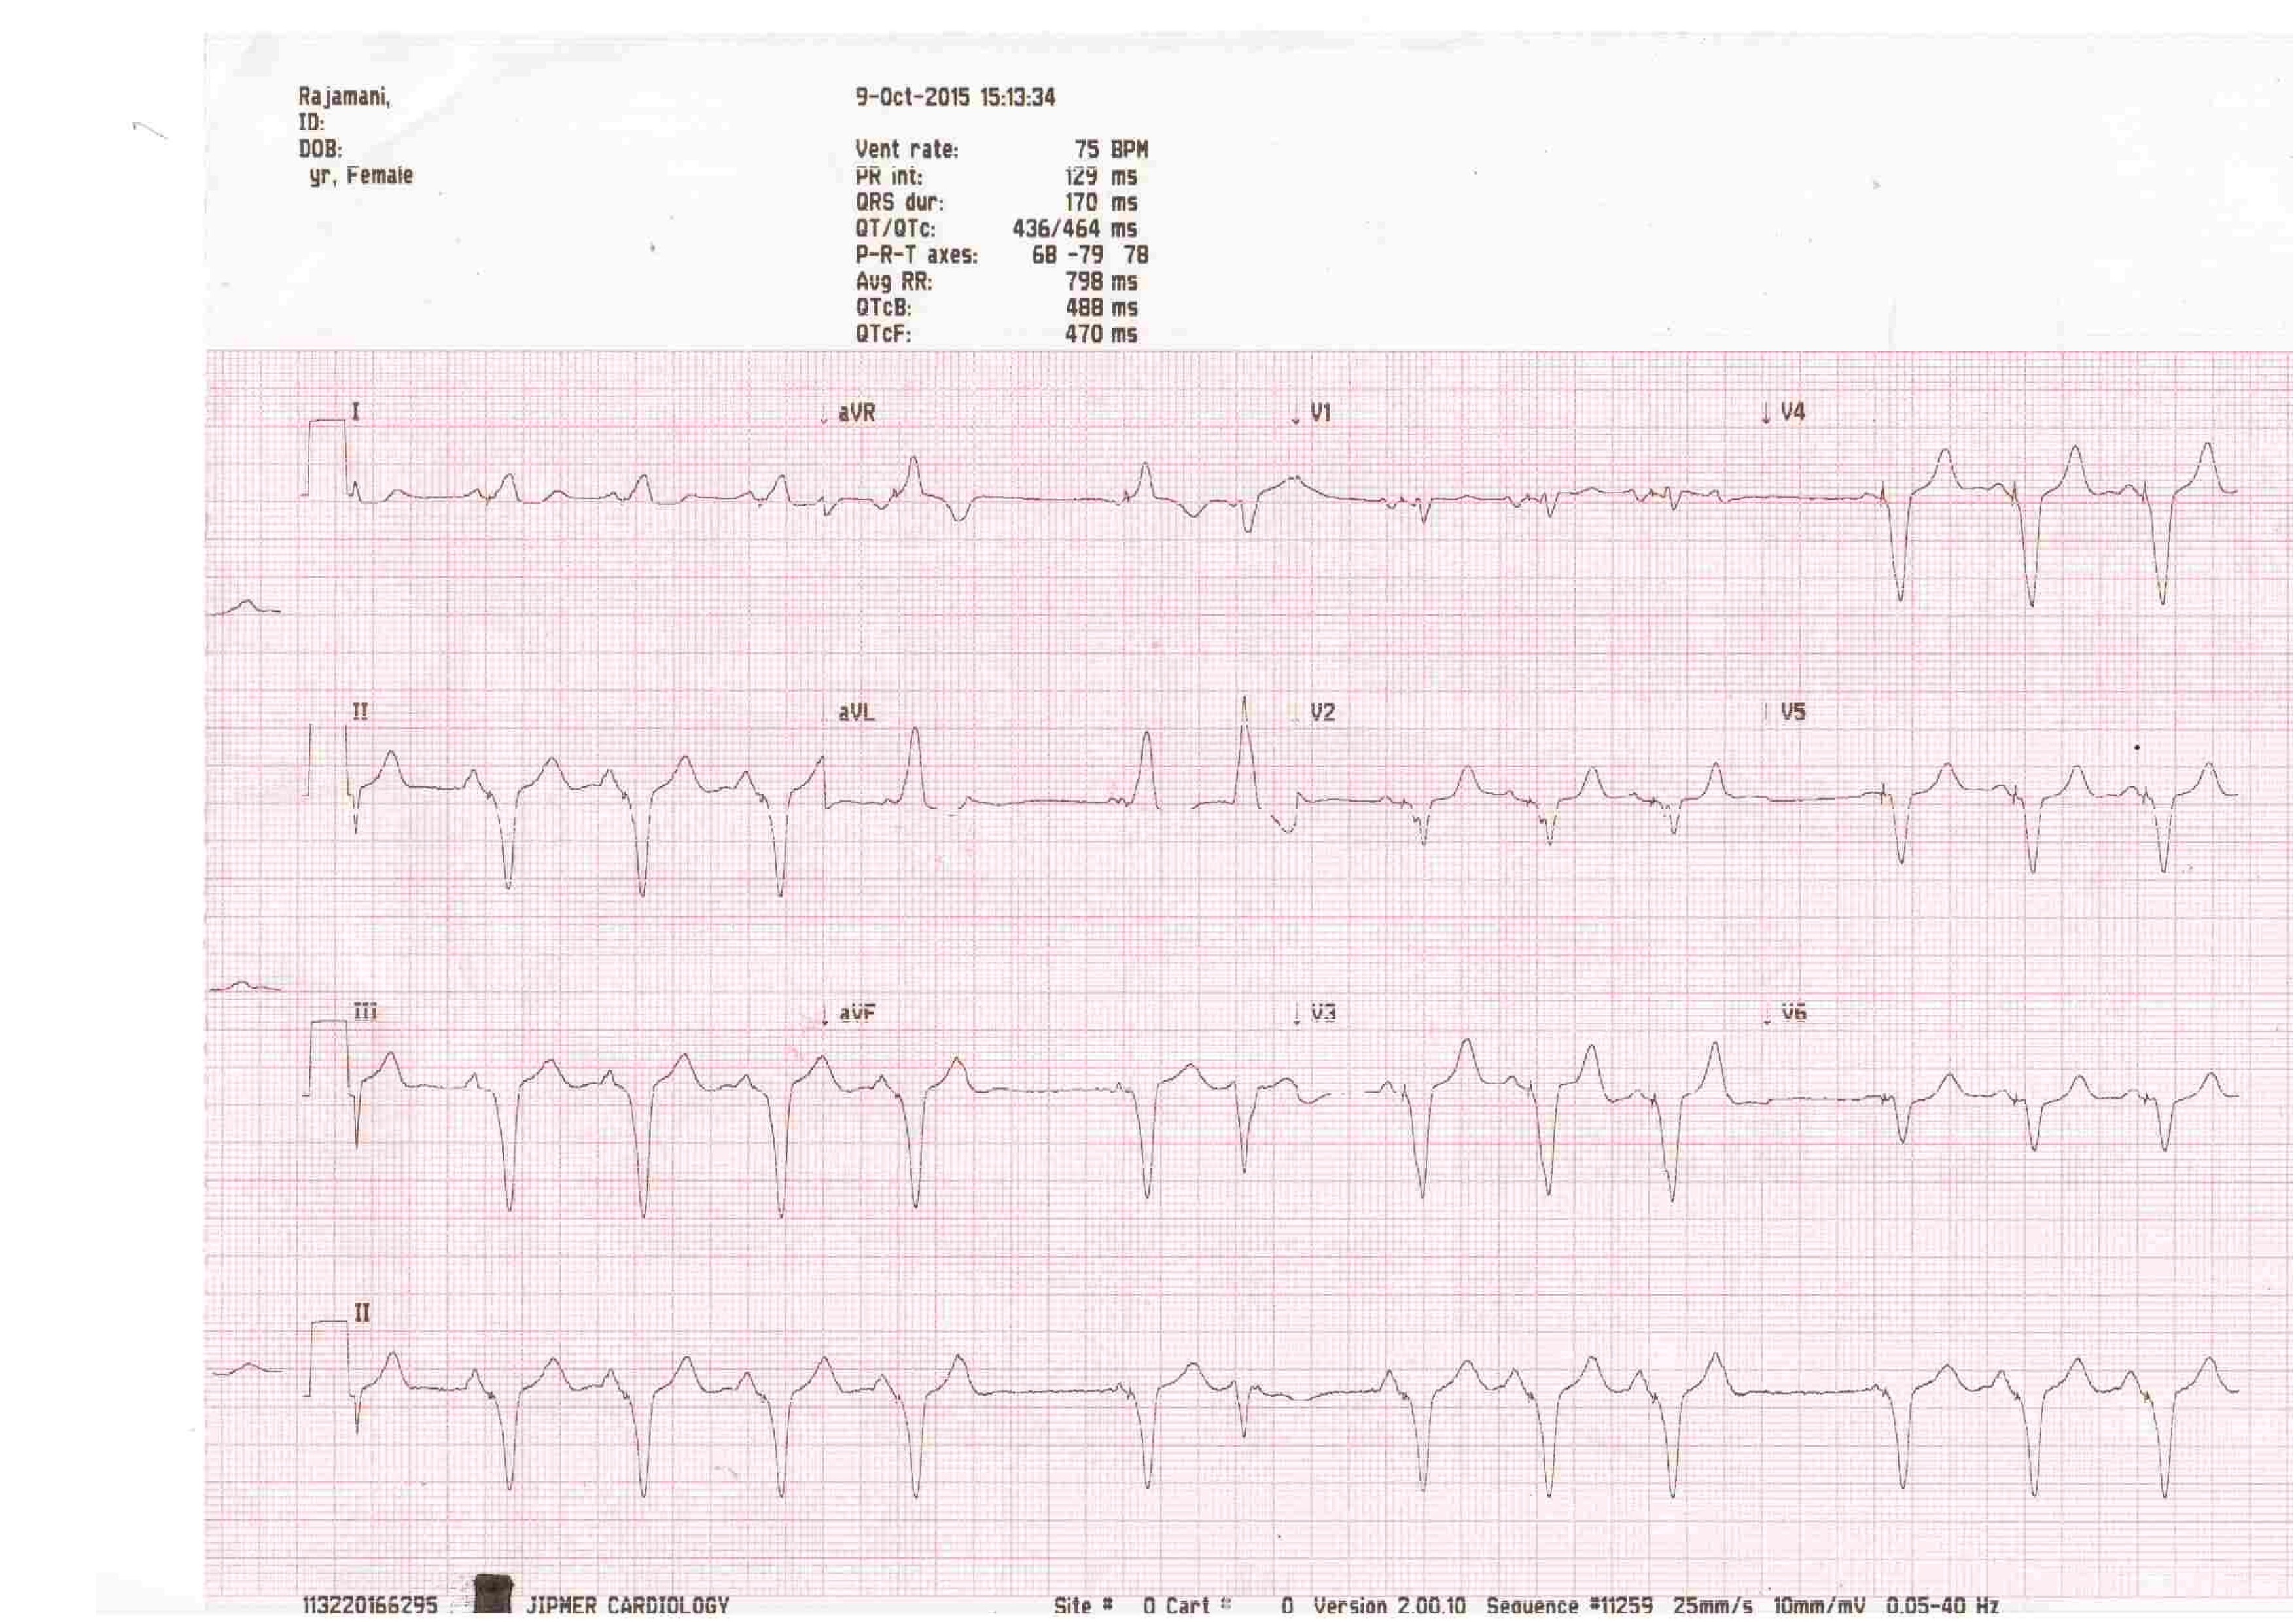 Rajamani,
ID:
DOB:
yr, Female
9-Oct-2015 15:13:34
Vent rate: 75 BPM
PR int: 129 ms
QRS dur: 170 ms
QT/QTc: 436/464 ms
P-R-T axes: 68 -79 78
Avg RR: 798 ms
QTcB: 488 ms
QTcF: 470 ms
I aVR V1 V4
II aVL V2 V5
III aVF V3 V6
II
113220166295 JIPMER CARDIOLOGY Site # 0 Cart # 0 Version 2.00.10 Sequence #11259 25mm/s 10mm/mV 0.05-40 Hz